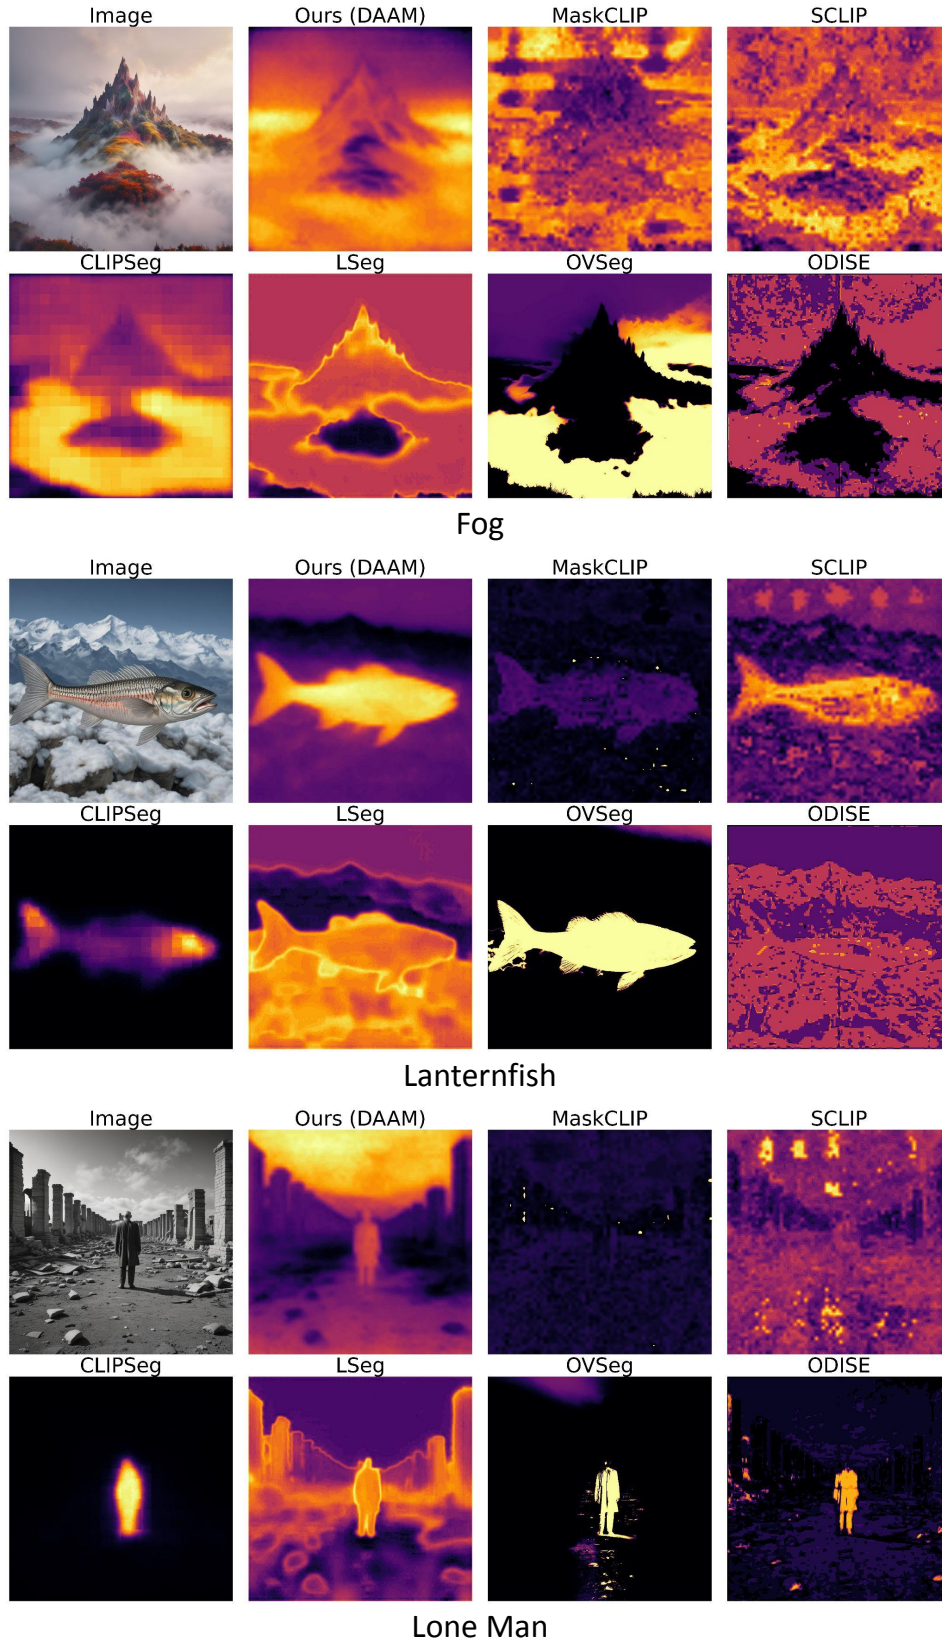 Image Ours (DAAM) MaskCLIP SCLIP
CLIPSeg LSeg OVSeg ODISE
Fog
Image Ours (DAAM) MaskCLIP SCLIP
CLIPSeg LSeg OVSeg ODISE
Lanternfish
Image Ours (DAAM) MaskCLIP SCLIP
CLIPSeg LSeg OVSeg ODISE
Lone Man